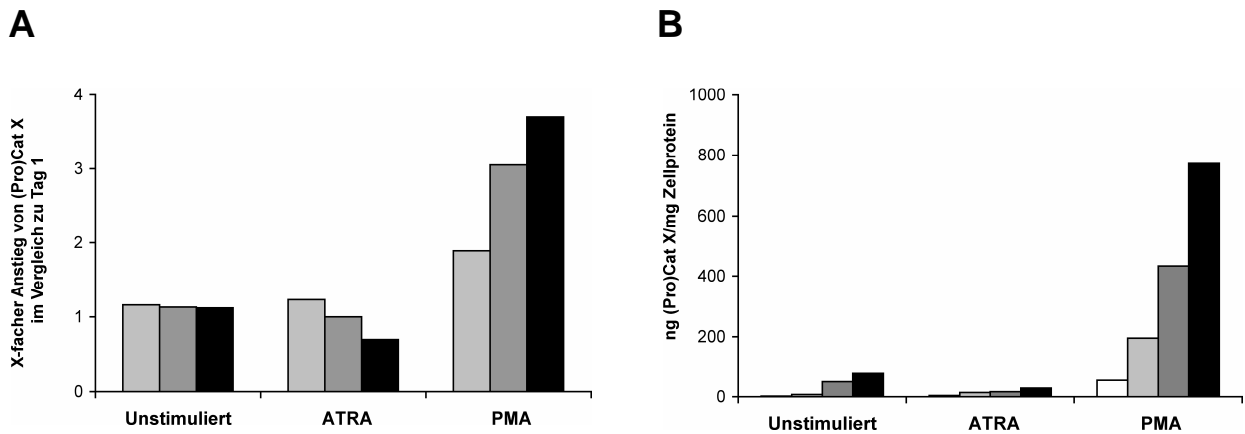 A
X-facher Anstieg von (Pro)Cat X
im Vergleich zu Tag 1
4
3
2
1
0
Unstimuliert ATRA PMA
B
ng (Pro)Cat X/mg Zellprotein
1000
800
600
400
200
0
Unstimuliert ATRA PMA